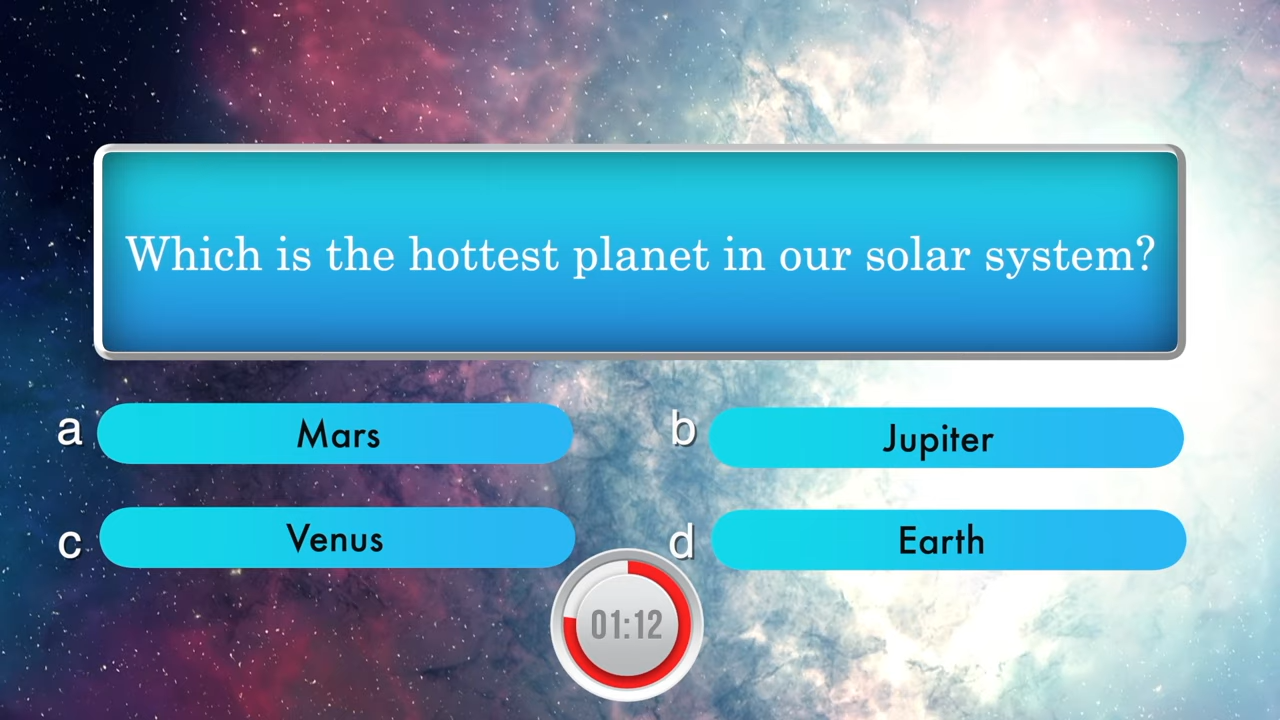 Which is the hottest planet in our solar system?
a Mars
b Jupiter
c Venus
d Earth
01:12